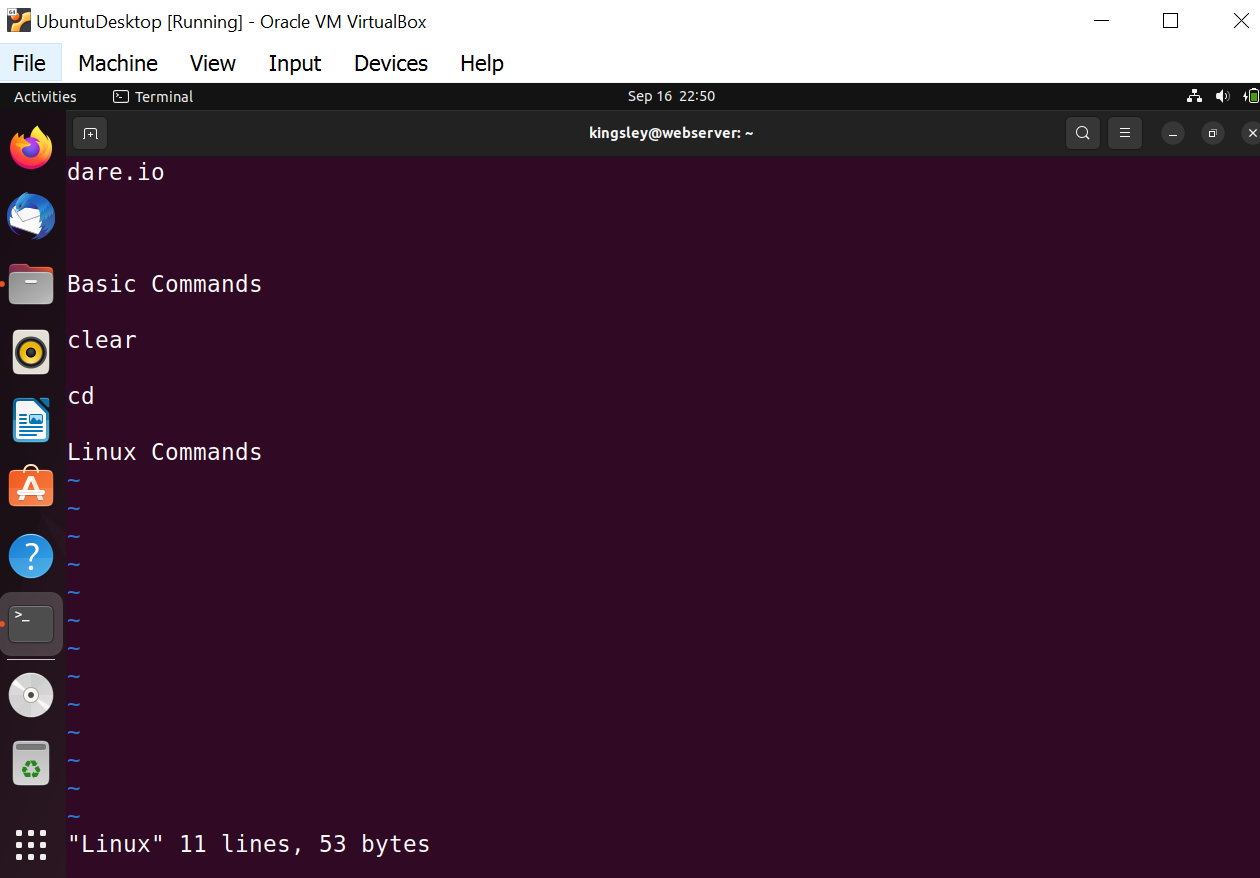 UbuntuDesktop [Running] - Oracle VM VirtualBox
File Machine View Input Devices Help
Activities Terminal Sep 16 22:50
kingsley@webserver: ~
dare.io
Basic Commands
clear
cd
Linux Commands
~
~
~
~
~
~
~
~
~
~
~
~
~
"Linux" 11 lines, 53 bytes